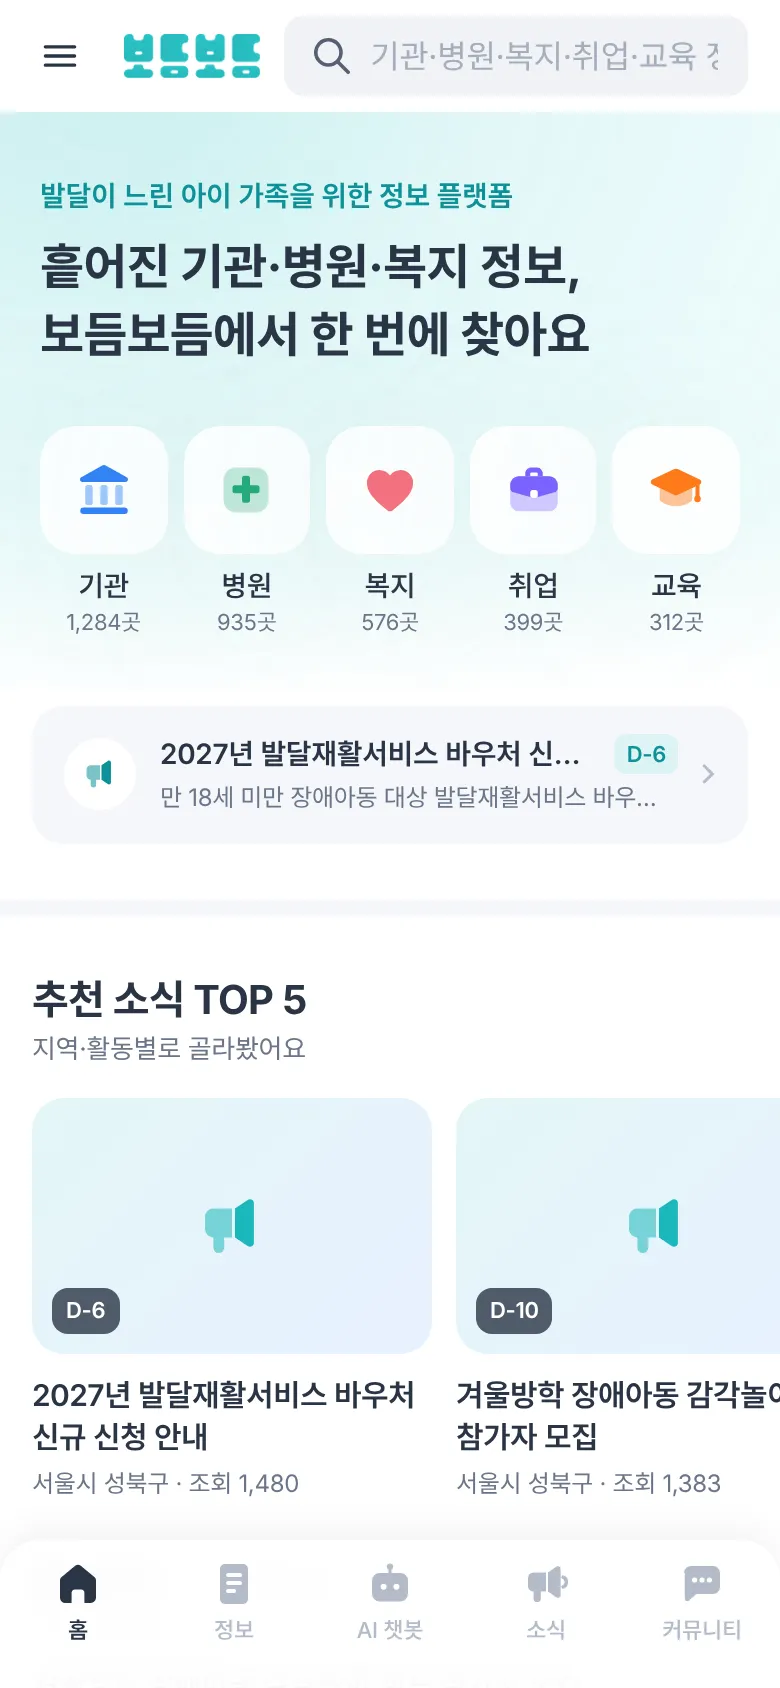 보듬보듬
기관·병원·복지·취업·교육
발달이 느린 아이 가족을 위한 정보 플랫폼
흩어진 기관·병원·복지 정보,
보듬보듬에서 한 번에 찾아요
기관
1,284곳
병원
935곳
복지
576곳
취업
399곳
교육
312곳
2027년 발달재활서비스 바우처 신...
D-6
만 18세 미만 장애아동 대상 발달재활서비스 바우...
추천 소식 TOP 5
지역·활동별로 골라봤어요
D-6
D-10
2027년 발달재활서비스 바우처
신규 신청 안내
서울시 성북구 · 조회 1,480
겨울방학 장애아동 감각놀이
참가자 모집
서울시 성북구 · 조회 1,383
홈
정보
AI 챗봇
소식
커뮤니티